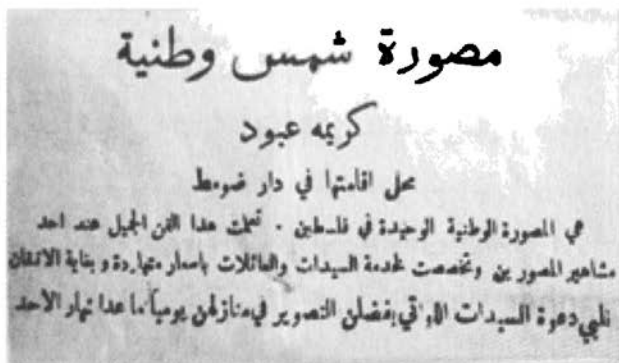 مصورة شمس وطنية
كريمه عبود
محل اقامتها في دار ضومط
هي المصورة الوطنية الوحيدة في فلسطين . تعلمت هذا الفن الجميل عند احد
مشاهير المصورين وتخصصت لخدمة السيدات والعائلات باسعار متهاودة وبغاية الاتقان
تلبي دعوة السيدات اللواتي يفضلن التصوير في منازلهن يومياً ما عدا نهار الاحد